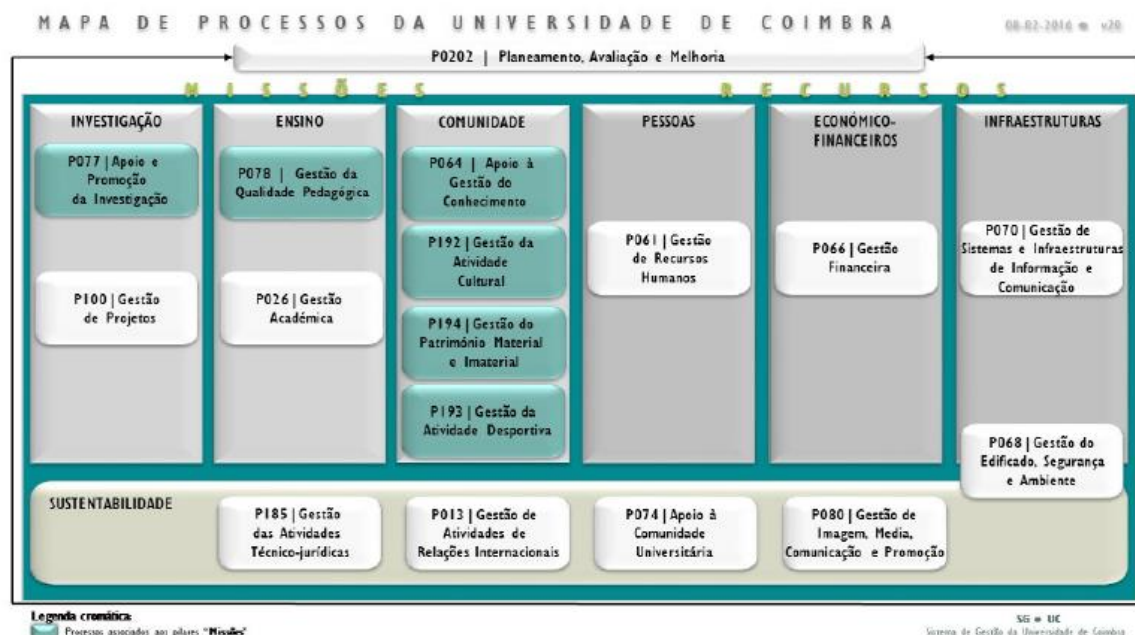 MAPA DE PROCESSOS DA UNIVERSIDADE DE COIMBRA
08-02-2016 v20
P0202 | Planeamento, Avaliação e Melhoria
MISSÕES
RECURSOS
INVESTIGAÇÃO
P077 | Apoio e
Promoção
da Investigação
P100 | Gestão
de Projetos
ENSINO
P078 | Gestão da
Qualidade Pedagógica
P026 | Gestão
Académica
COMUNIDADE
P064 | Apoio à
Gestão do
Conhecimento
P192 | Gestão da
Atividade
Cultural
P194 | Gestão do
Património Material
e Imaterial
P193 | Gestão da
Atividade Desportiva
PESSOAS
P061 | Gestão
de Recursos
Humanos
ECONÓMICO-
FINANCEIROS
P066 | Gestão
Financeira
INFRAESTRUTURAS
P070 | Gestão de
Sistemas e Infraestruturas
de Informação e
Comunicação
P068 | Gestão do
Edificado, Segurança
e Ambiente
SUSTENTABILIDADE
P185 | Gestão
das Atividades
Técnico-jurídicas
P013 | Gestão de
Atividades de
Relações Internacionais
P074 | Apoio à
Comunidade
Universitária
P080 | Gestão de
Imagem, Media,
Comunicação e Promoção
Legenda cromática:
Processos associados aos pilares "Missões"
SG UC
Sistema de Gestão da Universidade de Coimbra